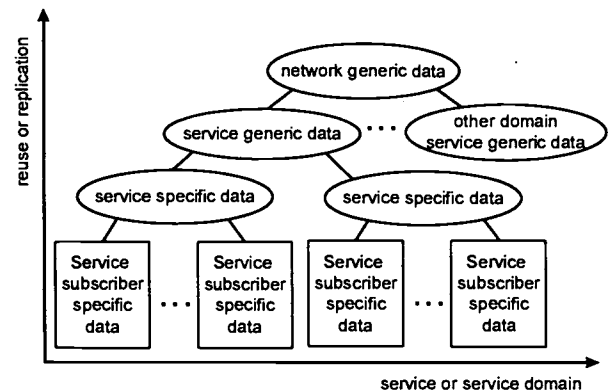 reuse or replication
network generic data
service generic data
...
other domain
service generic data
service specific data
service specific data
Service
subscriber
specific
data
...
Service
subscriber
specific
data
Service
subscriber
specific
data
...
Service
subscriber
specific
data
service or service domain